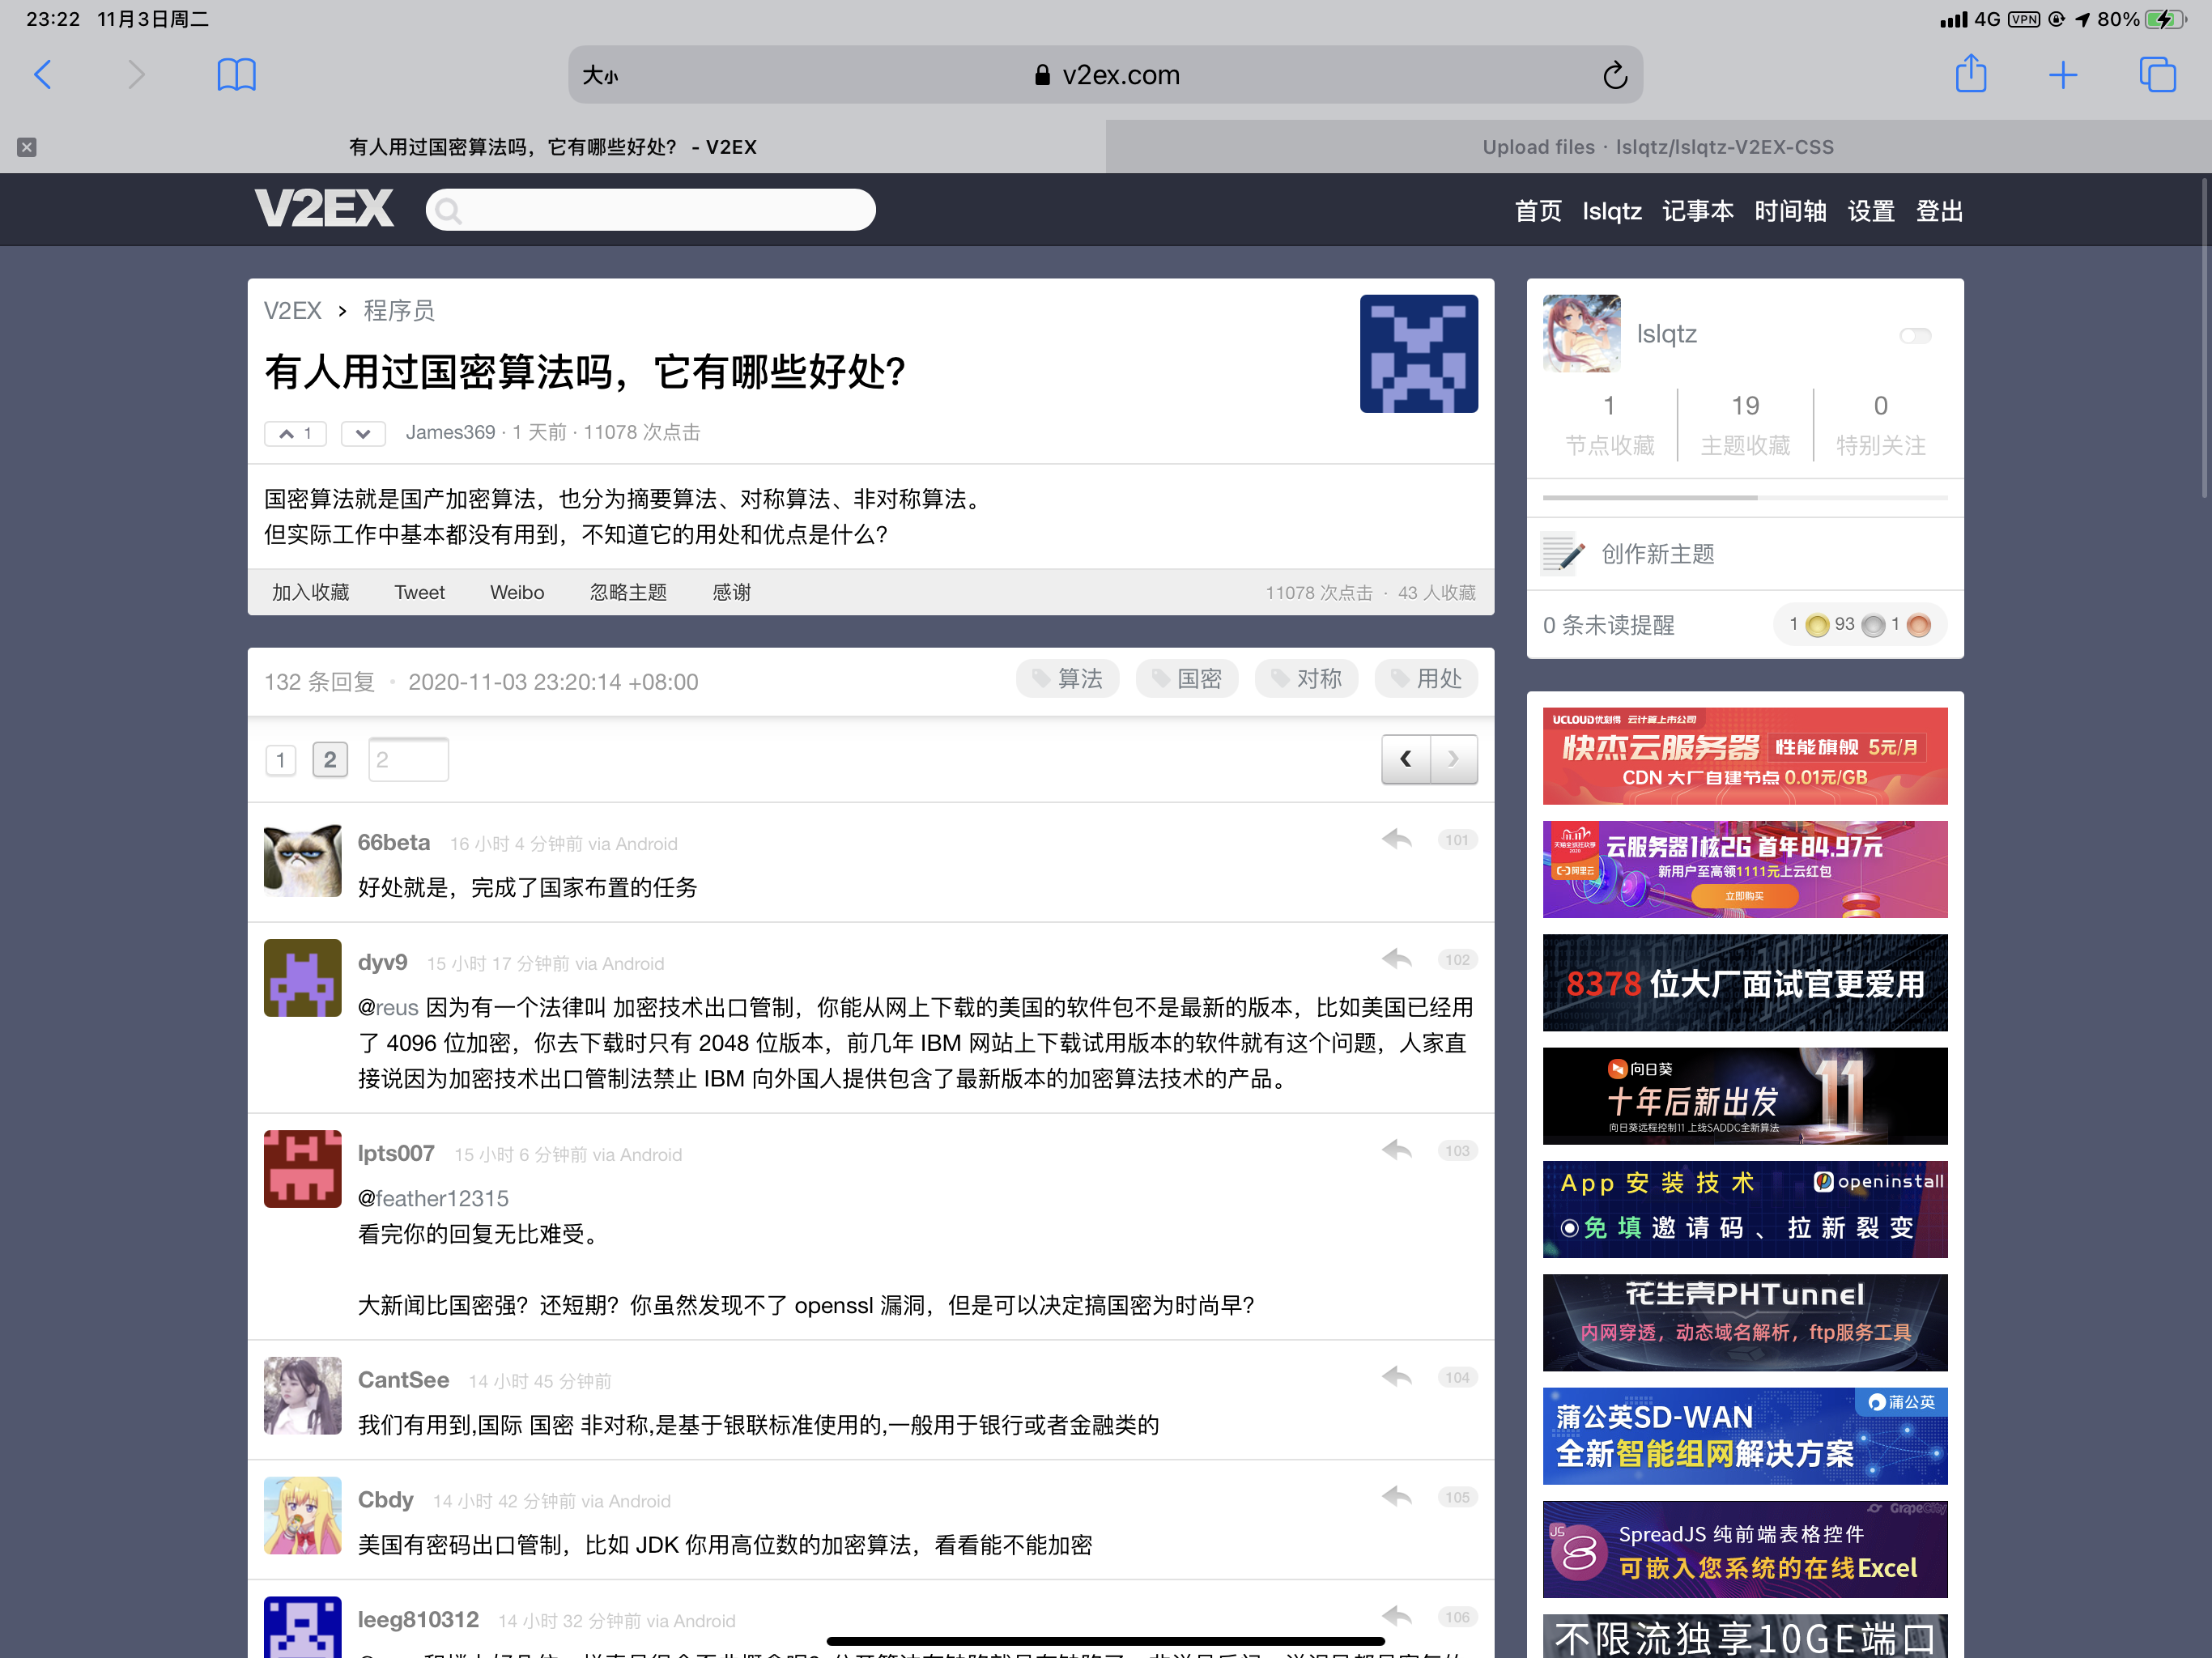 23:22 11月3日周二
4G VPN 80%
大小
v2ex.com
有人用过国密算法吗，它有哪些好处？ - V2EX
Upload files · lslqtz/lslqtz-V2EX-CSS
V2EX
首页 lslqtz 记事本 时间轴 设置 登出
V2EX › 程序员
有人用过国密算法吗，它有哪些好处？
1
James369 · 1 天前 · 11078 次点击
国密算法就是国产加密算法，也分为摘要算法、对称算法、非对称算法。
但实际工作中基本都没有用到，不知道它的用处和优点是什么？
加入收藏 Tweet Weibo 忽略主题 感谢
11078 次点击 · 43 人收藏
132 条回复 • 2020-11-03 23:20:14 +08:00
算法 国密 对称 用处
1 2 2
66beta 16 小时 4 分钟前 via Android 101
好处就是，完成了国家布置的任务
dyv9 15 小时 17 分钟前 via Android 102
@reus 因为有一个法律叫 加密技术出口管制，你能从网上下载的美国的软件包不是最新的版本，比如美国已经用
了 4096 位加密，你去下载时只有 2048 位版本，前几年 IBM 网站上下载试用版本的软件就有这个问题，人家直
接说因为加密技术出口管制法禁止 IBM 向外国人提供包含了最新版本的加密算法技术的产品。
lpts007 15 小时 6 分钟前 via Android 103
@feather12315
看完你的回复无比难受。
大新闻比国密强？还短期？你虽然发现不了 openssl 漏洞，但是可以决定搞国密为时尚早？
CantSee 14 小时 45 分钟前 104
我们有用到,国际 国密 非对称,是基于银联标准使用的,一般用于银行或者金融类的
Cbdy 14 小时 42 分钟前 via Android 105
美国有密码出口管制，比如 JDK 你用高位数的加密算法，看看能不能加密
leeg810312 14 小时 32 分钟前 via Android 106
lslqtz
1 19 0
节点收藏 主题收藏 特别关注
创作新主题
0 条未读提醒
1 93 1
UCLOUD优刻得 云计算上市公司
快杰云服务器 性能旗舰 5元/月
CDN 大厂自建节点 0.01元/GB
云服务器1核2G 首年84.97元
新用户至高领1111元上云红包
阿里云
立即购买
8378 位大厂面试官更爱用
向日葵
十年后新出发 11
向日葵远程控制11 上线SADDC全新算法
App 安装技术 openinstall
免填邀请码、拉新裂变
花生壳PHTunnel
内网穿透，动态域名解析，ftp服务工具
蒲公英
蒲公英SD-WAN
全新智能组网解决方案
GrapeCity
JS
SpreadJS 纯前端表格控件
可嵌入您系统的在线Excel
不限流独享10GE端口